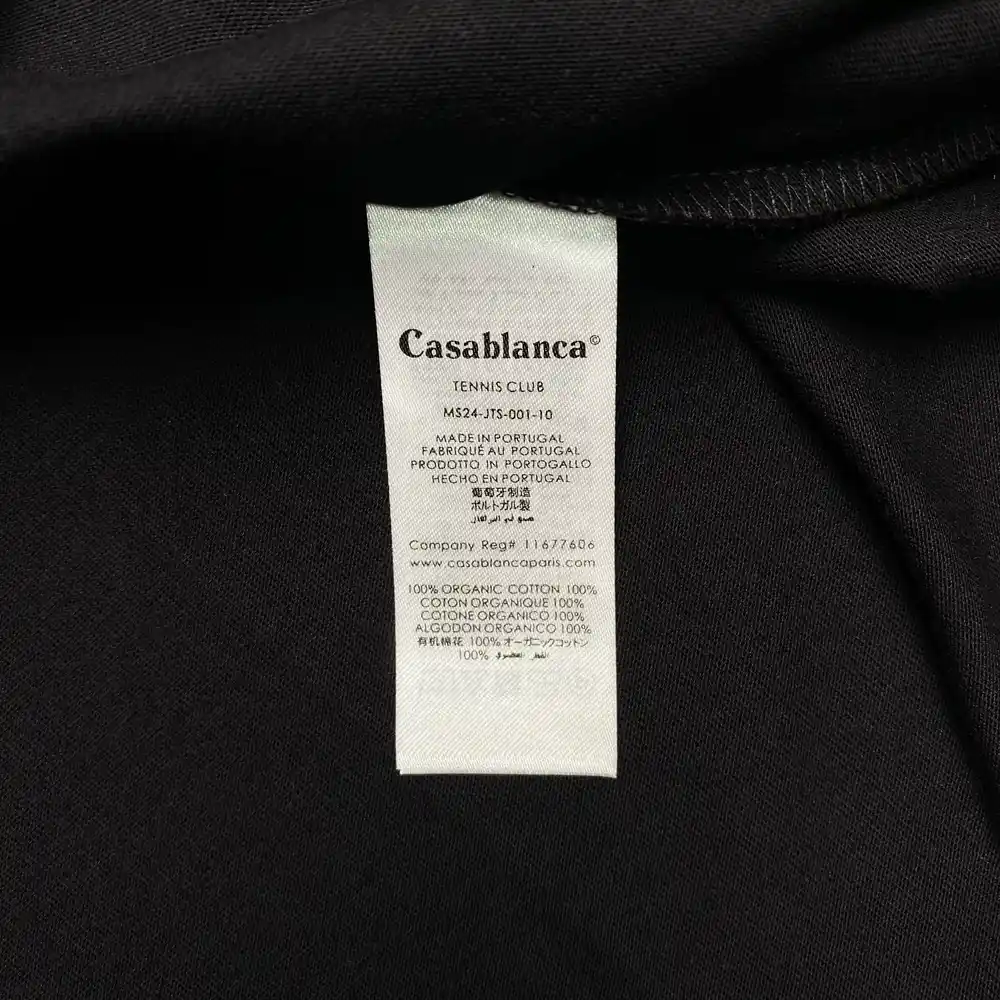 Casablanca©
TENNIS CLUB
MS24-JTS-001-10
MADE IN PORTUGAL
FABRIQUÉ AU PORTUGAL
PRODOTTO IN PORTOGALLO
HECHO EN PORTUGAL
葡萄牙制造
ポルトガル製
Company Reg# 11677606
www.casablancaparis.com
100% ORGANIC COTTON 100%
COTON ORGANIQUE 100%
COTONE ORGANICO 100%
ALGODON ORGANICO 100%
有机棉花 100% オーガニックコットン
100%